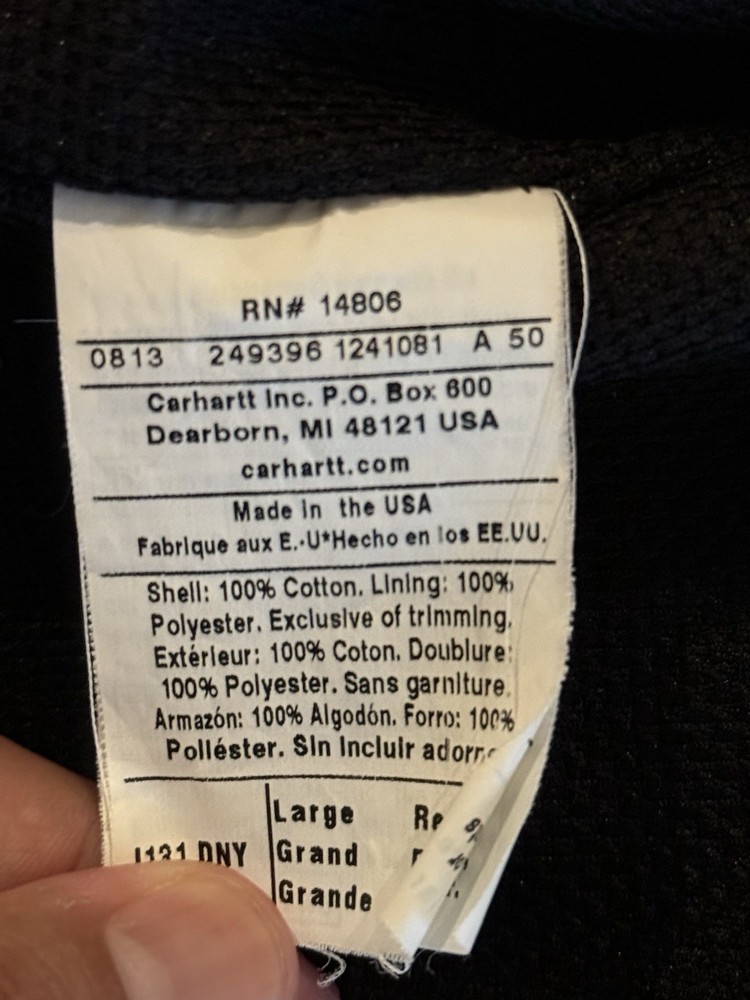 RN# 14806
0813 249396 1241081 A 50
Carhartt Inc. P.O. Box 600
Dearborn, MI 48121 USA
carhartt.com
Made in the USA
Fabrique aux E.-U*Hecho en los EE.UU.
Shell: 100% Cotton. Lining: 100%
Polyester. Exclusive of trimming.
Extérieur: 100% Coton. Doublure:
100% Polyester. Sans garniture.
Armazón: 100% Algodón. Forro: 100%
Poliéster. Sin incluir
Large
J131 DNY Grand
Grande